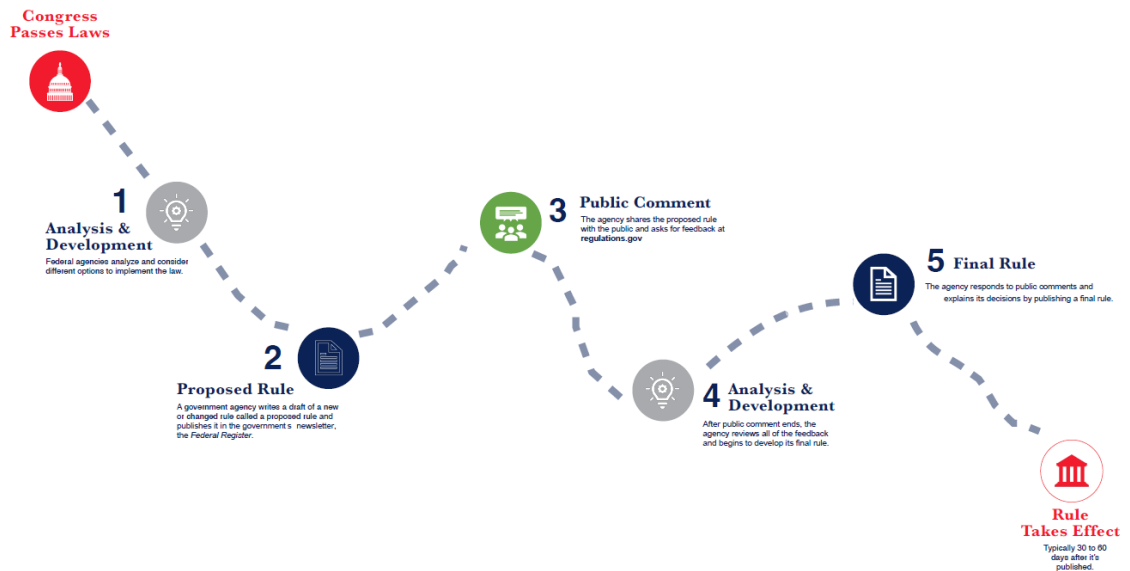 Congress
Passes Laws
1
Analysis &
Development
Federal agencies analyze and consider
different options to implement the law.
2
Proposed Rule
A government agency writes a draft of a new
or changed rule called a proposed rule and
publishes it in the government s newsletter,
the Federal Register.
3
Public Comment
The agency shares the proposed rule
with the public and asks for feedback at
regulations.gov
4
Analysis &
Development
After public comment ends, the
agency reviews all of the feedback
and begins to develop its final rule.
5
Final Rule
The agency responds to public comments and
explains its decisions by publishing a final rule.
Rule
Takes Effect
Typically 30 to 60
days after it's
published.